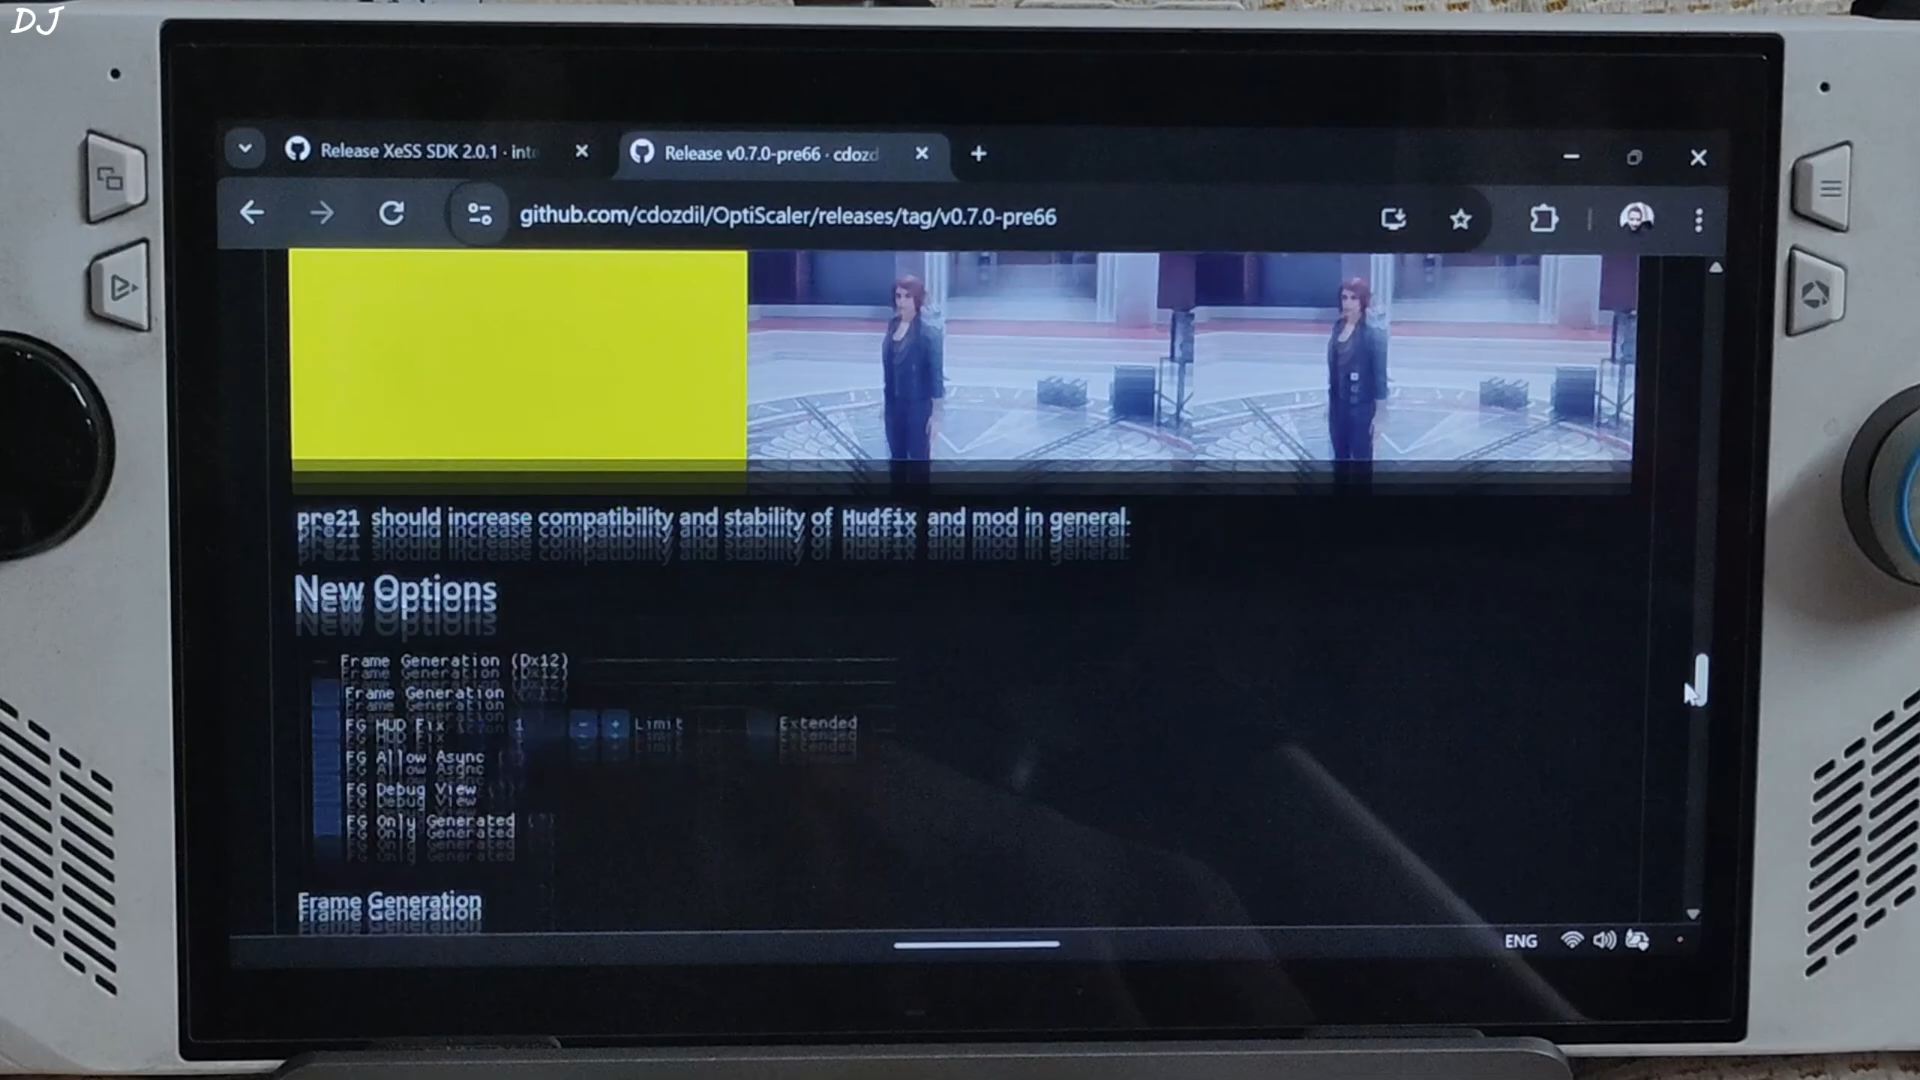 DJ
Release XeSS SDK 2.0.1 · int
Release v0.7.0-pre66 · cdozd
github.com/cdozdil/OptiScaler/releases/tag/v0.7.0-pre66
pre21 should increase compatibility and stability of Hudfix and mod in general.
New Options
Frame Generation (Dx12)
Frame Generation
FG HUD Fix 1 - + Limit Extended
FG Allow Async
FG Debug View
FG Only Generated (?)
Frame Generation
ENG